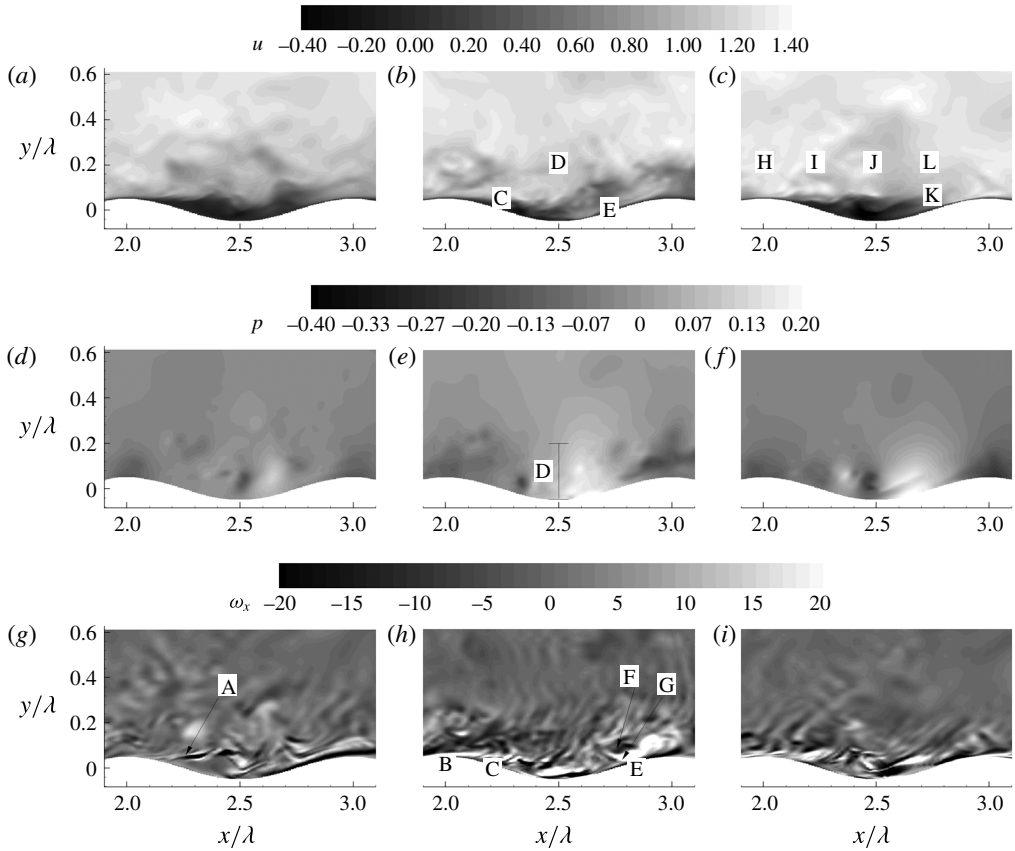 u −0.40 −0.20 0.00 0.20 0.40 0.60 0.80 1.00 1.20 1.40
(a) (b) (c)
0.6
0.4
y/λ
0.2
0
H I J L
D
C E K
2.0 2.5 3.0 2.0 2.5 3.0 2.0 2.5 3.0
p −0.40 −0.33 −0.27 −0.20 −0.13 −0.07 0 0.07 0.13 0.20
(d) (e) (f)
0.6
0.4
y/λ
0.2
0
D
2.0 2.5 3.0 2.0 2.5 3.0 2.0 2.5 3.0
ωx −20 −15 −10 −5 0 5 10 15 20
(g) (h) (i)
0.6
0.4
y/λ
0.2
0
A F G
B C E
2.0 2.5 3.0 2.0 2.5 3.0 2.0 2.5 3.0
x/λ x/λ x/λ